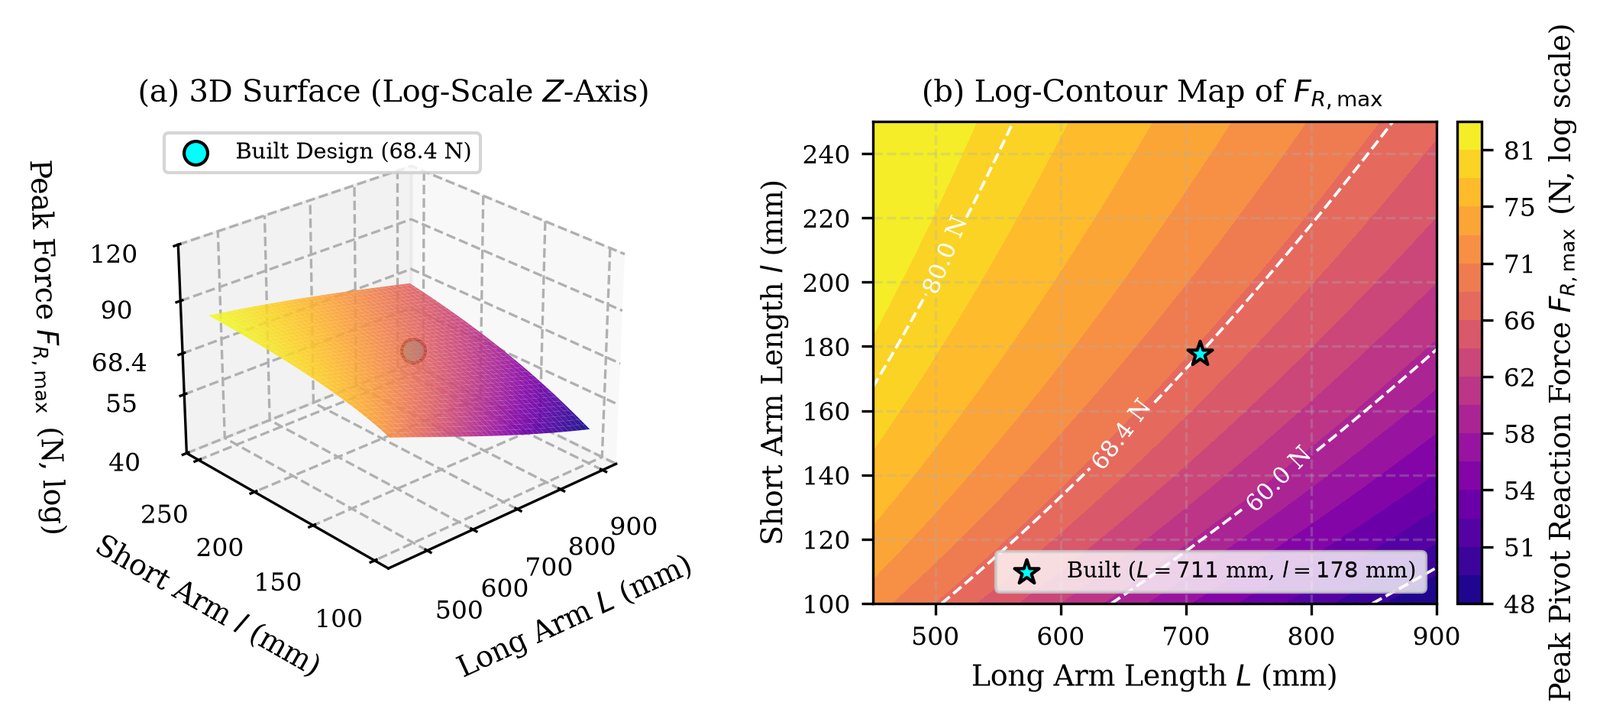 (a) 3D Surface (Log-Scale Z-Axis)
Built Design (68.4 N)
Peak Force F_R,max (N, log)
120
90
68.4
55
40
250
200
150
100
Short Arm l (mm)
500
600
700
800
900
Long Arm L (mm)
(b) Log-Contour Map of F_R,max
Short Arm Length l (mm)
240
220
200
180
160
140
120
100
80.0 N
68.4 N
60.0 N
Built (L = 711 mm, l = 178 mm)
500
600
700
800
900
Long Arm Length L (mm)
81
75
71
66
62
58
54
51
48
Peak Pivot Reaction Force F_R,max (N, log scale)